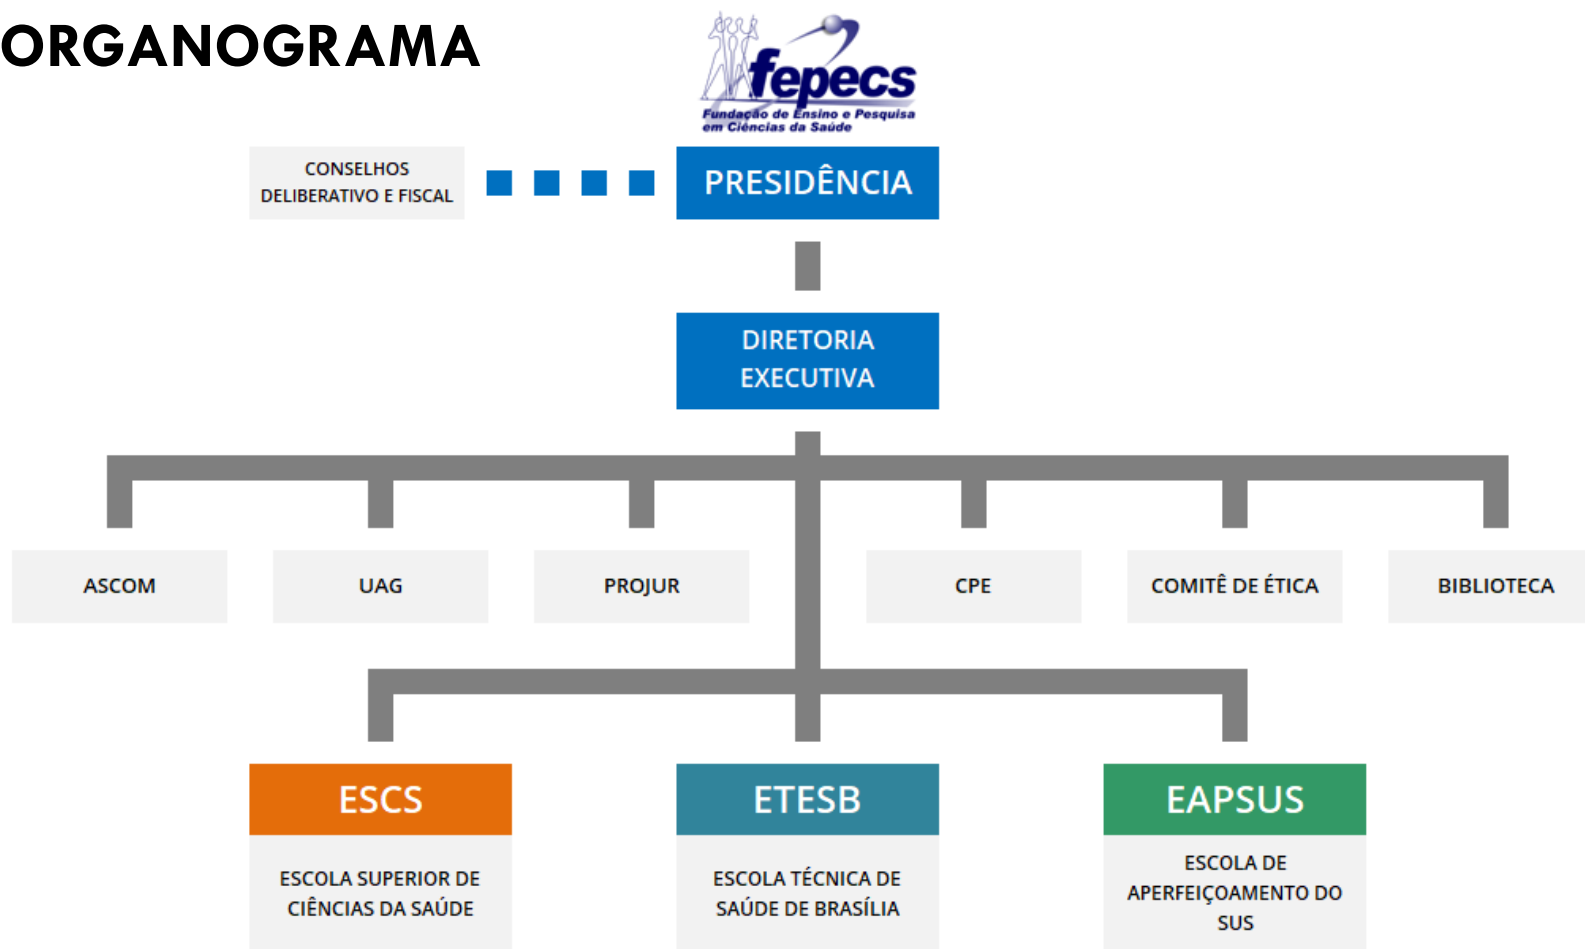 ORGANOGRAMA
fepecs
Fundação de Ensino e Pesquisa
em Ciências da Saúde
CONSELHOS
DELIBERATIVO E FISCAL
PRESIDÊNCIA
DIRETORIA
EXECUTIVA
ASCOM
UAG
PROJUR
CPE
COMITÊ DE ÉTICA
BIBLIOTECA
ESCS
ESCOLA SUPERIOR DE
CIÊNCIAS DA SAÚDE
ETESB
ESCOLA TÉCNICA DE
SAÚDE DE BRASÍLIA
EAPSUS
ESCOLA DE
APERFEIÇOAMENTO DO
SUS